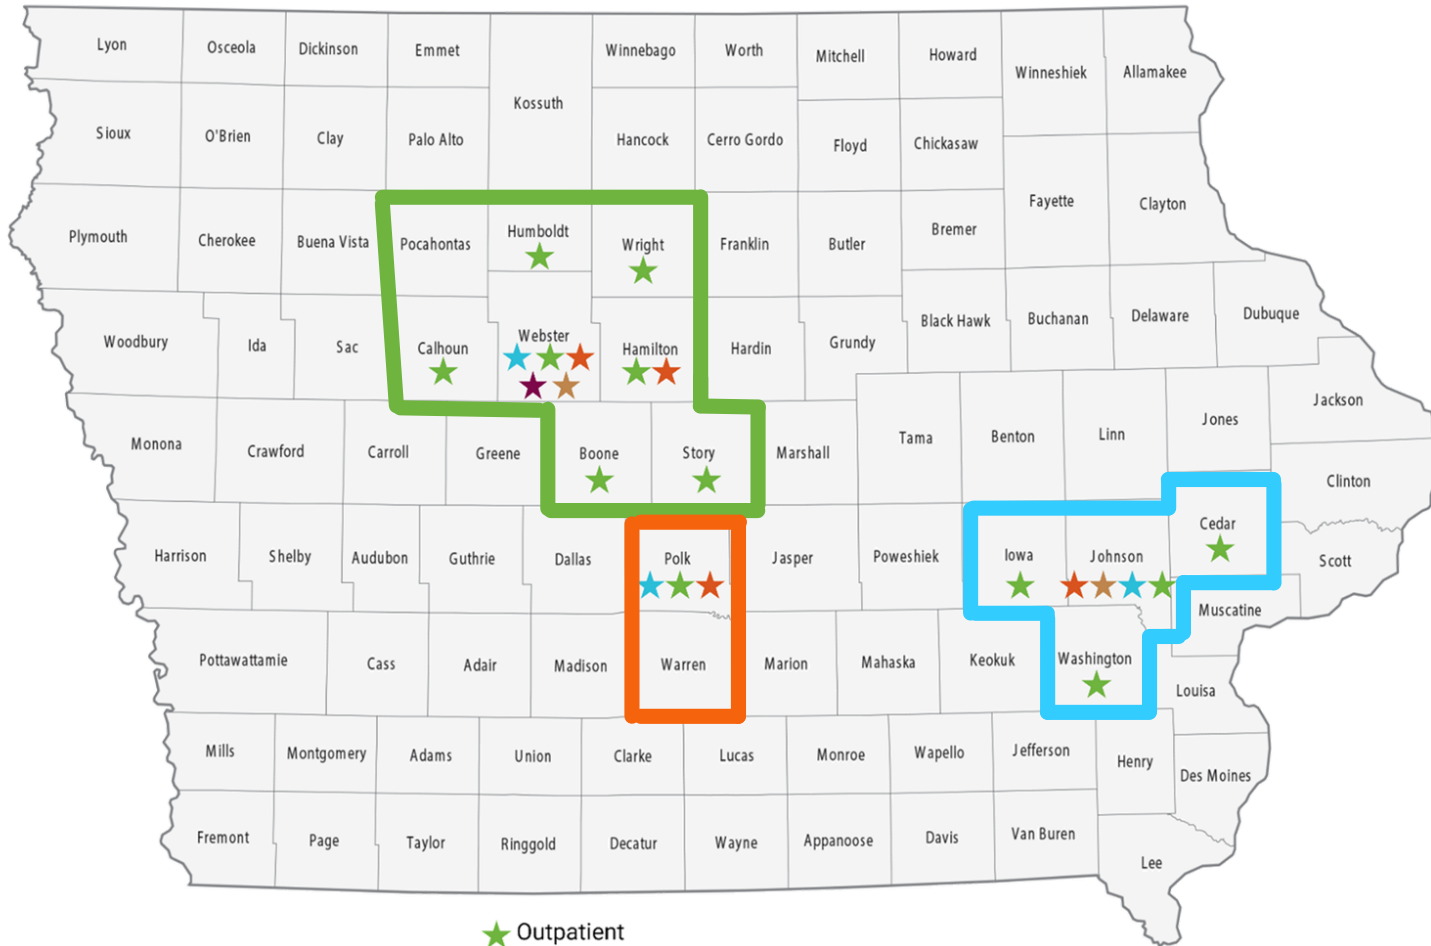 Lyon
Osceola
Dickinson
Emmet
Winnebago
Worth
Mitchell
Howard
Winneshiek
Allamakee
Kossuth
Sioux
O'Brien
Clay
Palo Alto
Hancock
Cerro Gordo
Floyd
Chickasaw
Fayette
Clayton
Plymouth
Cherokee
Buena Vista
Pocahontas
Humboldt
Wright
Franklin
Butler
Bremer
Woodbury
Ida
Sac
Calhoun
Webster
Hamilton
Hardin
Grundy
Black Hawk
Buchanan
Delaware
Dubuque
Monona
Crawford
Carroll
Greene
Boone
Story
Marshall
Tama
Benton
Linn
Jones
Jackson
Clinton
Harrison
Shelby
Audubon
Guthrie
Dallas
Polk
Jasper
Poweshiek
Iowa
Johnson
Cedar
Scott
Muscatine
Pottawattamie
Cass
Adair
Madison
Warren
Marion
Mahaska
Keokuk
Washington
Louisa
Mills
Montgomery
Adams
Union
Clarke
Lucas
Monroe
Wapello
Jefferson
Henry
Des Moines
Fremont
Page
Taylor
Ringgold
Decatur
Wayne
Appanoose
Davis
Van Buren
Lee
Outpatient